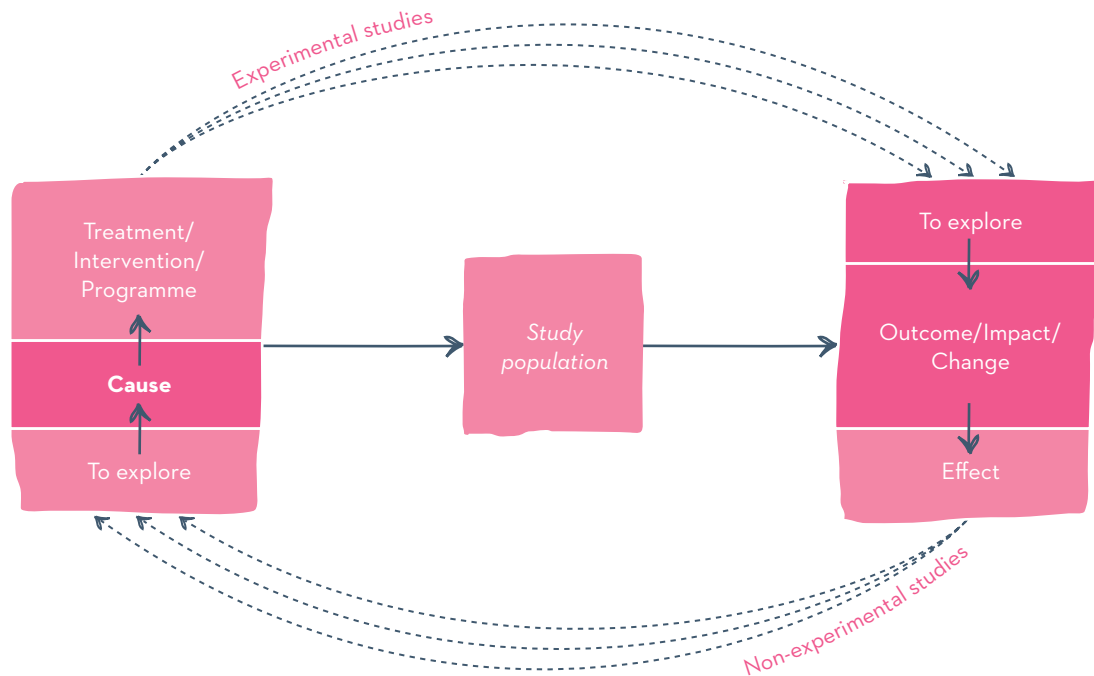 Experimental studies
Treatment/
Intervention/
Programme
Cause
To explore
Study
population
To explore
Outcome/Impact/
Change
Effect
Non-experimental studies